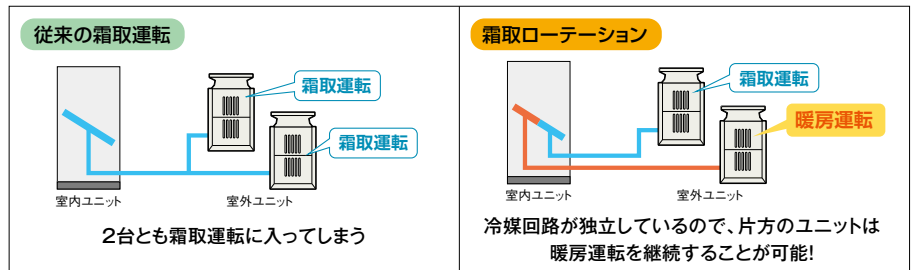 従来の霜取運転
霜取運転
霜取運転
室内ユニット
室外ユニット
2台とも霜取運転に入ってしまう
霜取ローテーション
霜取運転
暖房運転
室内ユニット
室外ユニット
冷媒回路が独立しているので、片方のユニットは
暖房運転を継続することが可能!